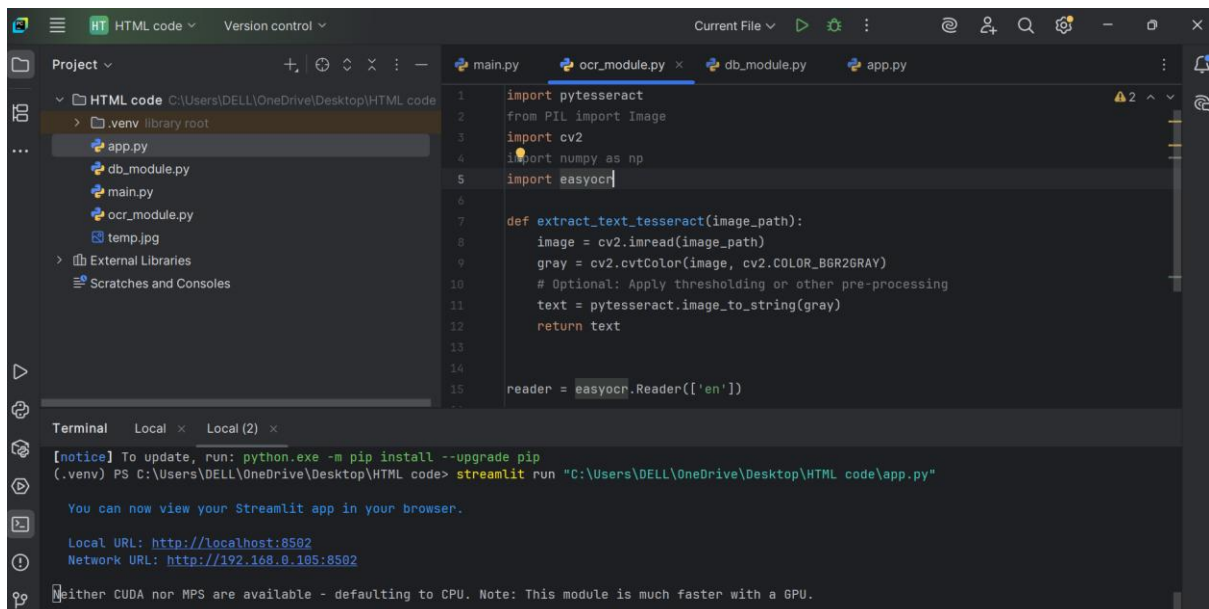 HT HTML code Version control Current File
Project
HTML code C:\Users\DELL\OneDrive\Desktop\HTML code
.venv library root
app.py
db_module.py
main.py
ocr_module.py
temp.jpg
External Libraries
Scratches and Consoles
main.py ocr_module.py db_module.py app.py
2
1 import pytesseract
2 from PIL import Image
3 import cv2
4 import numpy as np
5 import easyocr
6
7 def extract_text_tesseract(image_path):
8 image = cv2.imread(image_path)
9 gray = cv2.cvtColor(image, cv2.COLOR_BGR2GRAY)
10 # Optional: Apply thresholding or other pre-processing
11 text = pytesseract.image_to_string(gray)
12 return text
13
14
15 reader = easyocr.Reader(['en'])
Terminal Local Local (2)
[notice] To update, run: python.exe -m pip install --upgrade pip
(.venv) PS C:\Users\DELL\OneDrive\Desktop\HTML code> streamlit run "C:\Users\DELL\OneDrive\Desktop\HTML code\app.py"
You can now view your Streamlit app in your browser.
Local URL: http://localhost:8502
Network URL: http://192.168.0.105:8502
Neither CUDA nor MPS are available - defaulting to CPU. Note: This module is much faster with a GPU.